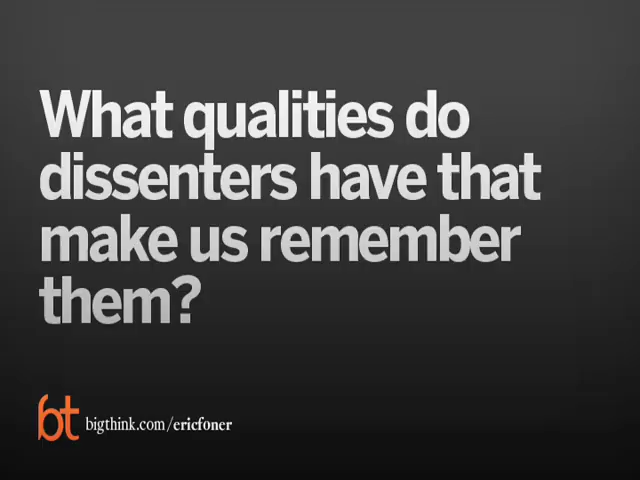 What qualities do
dissenters have that
make us remember
them?
bt bigthink.com/ericfoner